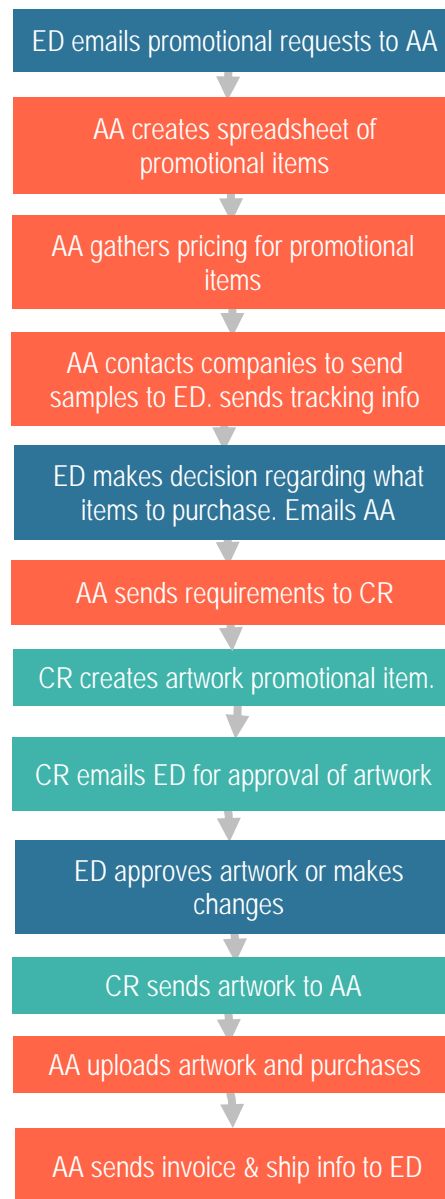 ED emails promotional requests to AA
AA creates spreadsheet of
promotional items
AA gathers pricing for promotional
items
AA contacts companies to send
samples to ED. sends tracking info
ED makes decision regarding what
items to purchase. Emails AA
AA sends requirements to CR
CR creates artwork promotional item.
CR emails ED for approval of artwork
ED approves artwork or makes
changes
CR sends artwork to AA
AA uploads artwork and purchases
AA sends invoice & ship info to ED